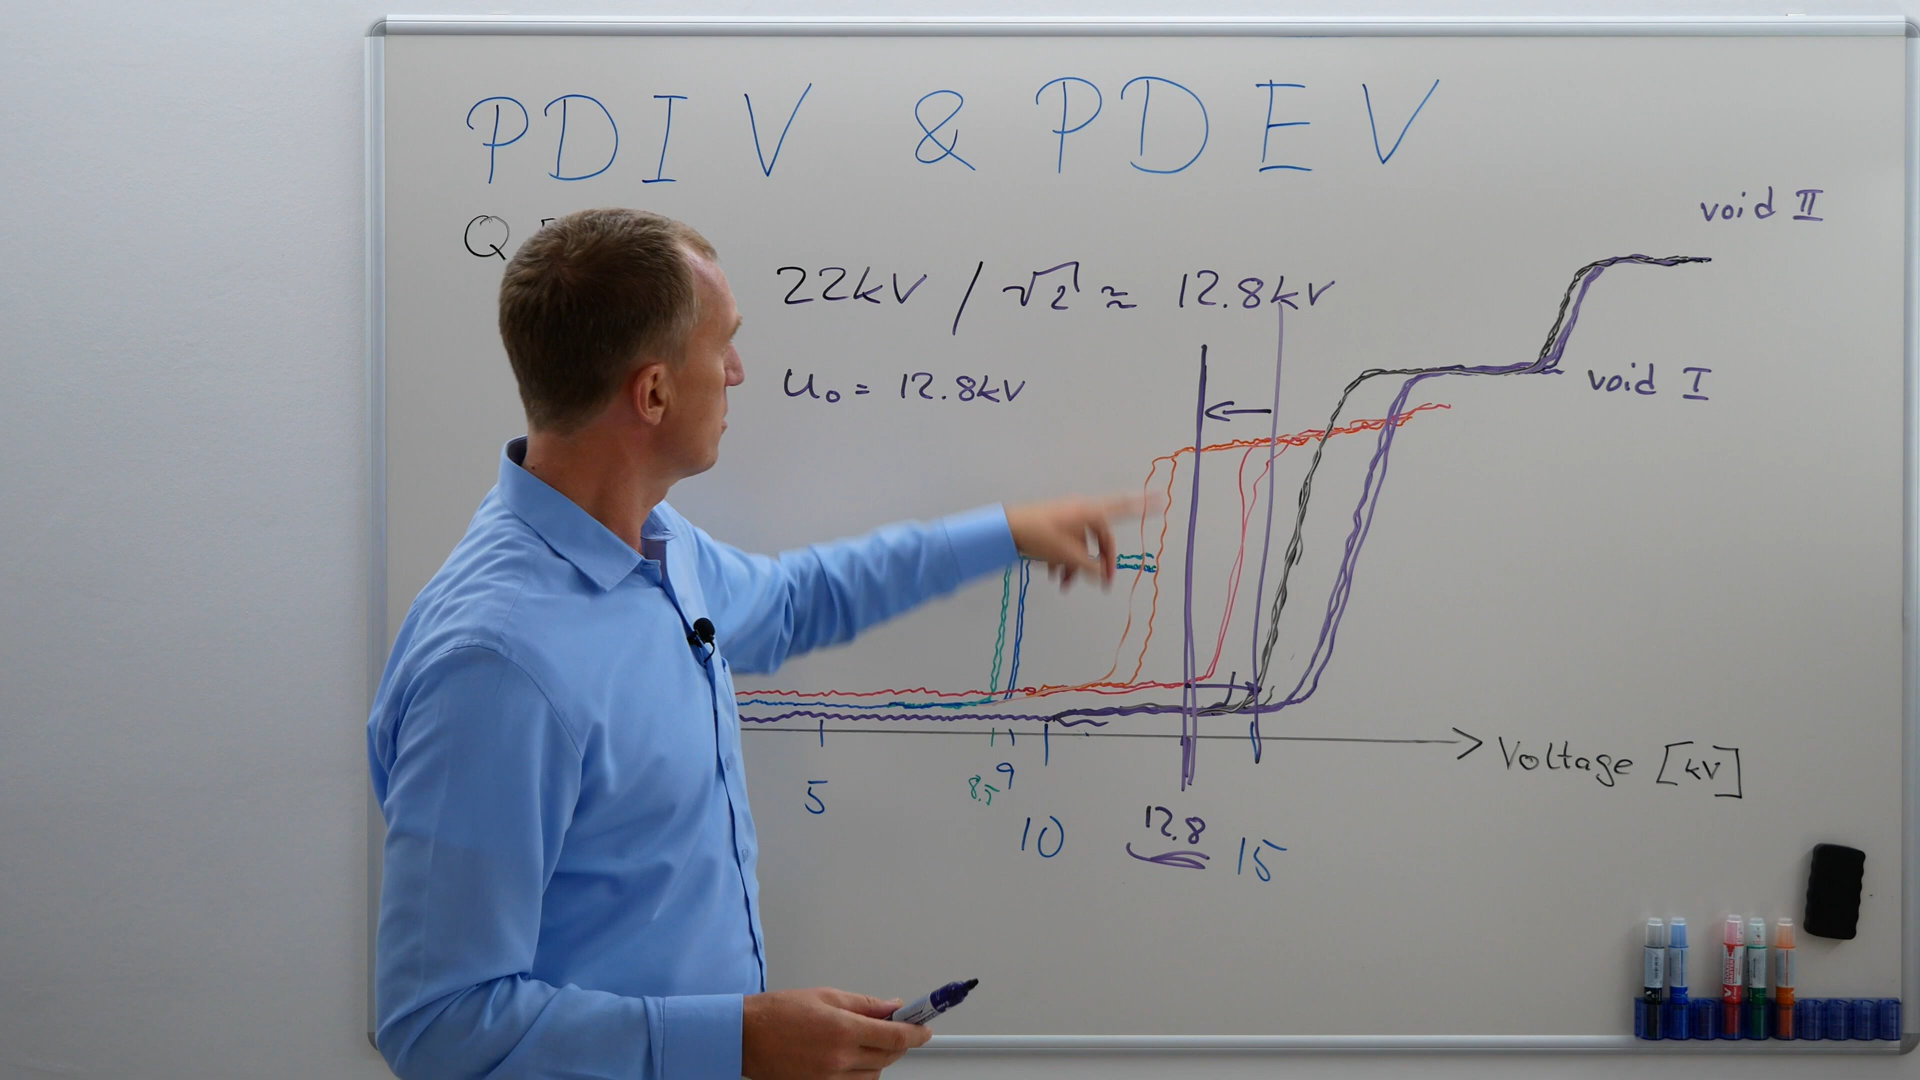 PDIV & PDEV
Q
22kV / √2 ≈ 12.8kV
U₀ = 12.8kV
void II
void I
Voltage [kV]
5
8.5
9
10
12.8
15